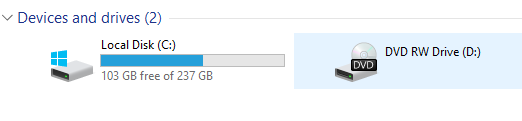 Devices and drives (2)
Local Disk (C:)
103 GB free of 237 GB
DVD RW Drive (D:)
DVD